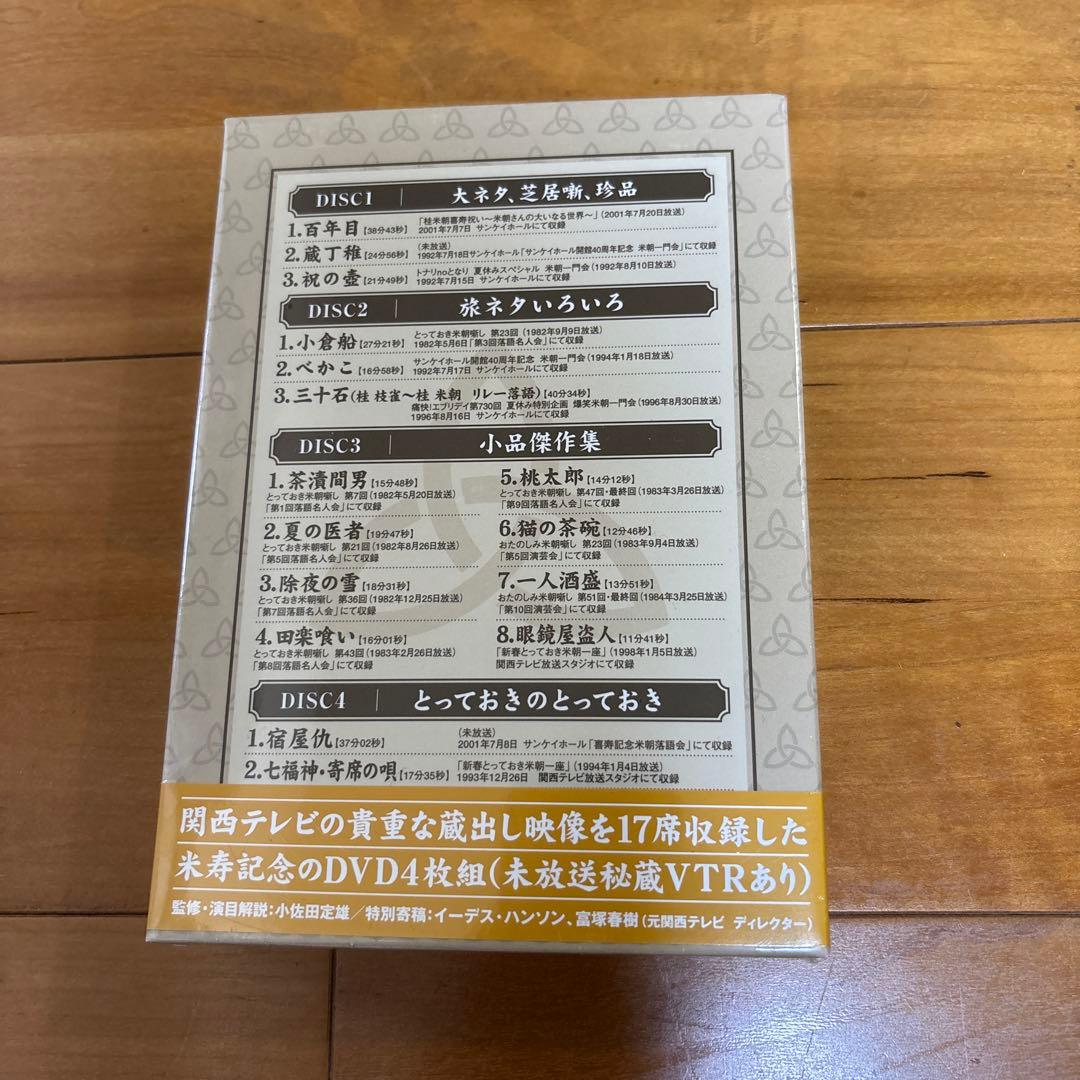 DISC1 大ネタ、芝居噺、珍品
1.百年目【38分43秒】
「桂米朝喜寿祝い〜米朝さんの大いなる世界〜」(2001年7月20日放送)
2001年7月7日 サンケイホールにて収録
2.蔵丁稚【24分56秒】
(未放送)
1992年7月18日サンケイホール「サンケイホール開館40周年記念 米朝一門会」にて収録
3.祝の壺【21分49秒】
トナリnoとなり 夏休みスペシャル 米朝一門会(1992年8月10日放送)
1992年7月15日 サンケイホールにて収録
DISC2 旅ネタいろいろ
1.小倉船【27分21秒】
とっておき米朝噺し 第23回(1982年9月9日放送)
1982年5月6日「第3回落語名人会」にて収録
2.べかこ【16分58秒】
サンケイホール開館40周年記念 米朝一門会(1994年1月18日放送)
1992年7月17日 サンケイホールにて収録
3.三十石(桂 枝雀〜桂 米朝 リレー落語)【40分34秒】
痛快!エブリデイ第730回 夏休み特別企画 爆笑米朝一門会(1996年8月30日放送)
1996年8月16日 サンケイホールにて収録
DISC3 小品傑作集
1.茶漬間男【15分48秒】
とっておき米朝噺し 第7回(1982年5月20日放送)
「第1回落語名人会」にて収録
2.夏の医者【19分47秒】
とっておき米朝噺し 第21回(1982年8月26日放送)
「第5回落語名人会」にて収録
3.除夜の雪【18分31秒】
とっておき米朝噺し 第36回(1982年12月25日放送)
「第7回落語名人会」にて収録
4.田楽喰い【16分01秒】
とっておき米朝噺し 第43回(1983年2月26日放送)
「第8回落語名人会」にて収録
5.桃太郎【14分12秒】
とっておき米朝噺し 第47回・最終回(1983年3月26日放送)
「第9回落語名人会」にて収録
6.猫の茶碗【12分46秒】
おたのしみ米朝噺し 第23回(1983年9月4日放送)
「第5回演芸会」にて収録
7.一人酒盛【13分51秒】
おたのしみ米朝噺し 第51回・最終回(1984年3月25日放送)
「第10回演芸会」にて収録
8.眼鏡屋盗人【11分41秒】
「新春とっておき米朝一座」(1998年1月5日放送)
関西テレビ放送スタジオにて収録
DISC4 とっておきのとっておき
1.宿屋仇【37分02秒】
(未放送)
2001年7月8日 サンケイホール「喜寿記念米朝落語会」にて収録
2.七福神・寄席の唄【17分35秒】
「新春とっておき米朝一座」(1994年1月4日放送)
1993年12月26日 関西テレビ放送スタジオにて収録
関西テレビの貴重な蔵出し映像を17席収録した
米寿記念のDVD4枚組(未放送秘蔵VTRあり)
監修・演目解説:小佐田定雄/特別寄稿:イーデス・ハンソン、富塚春樹(元関西テレビ ディレクター)